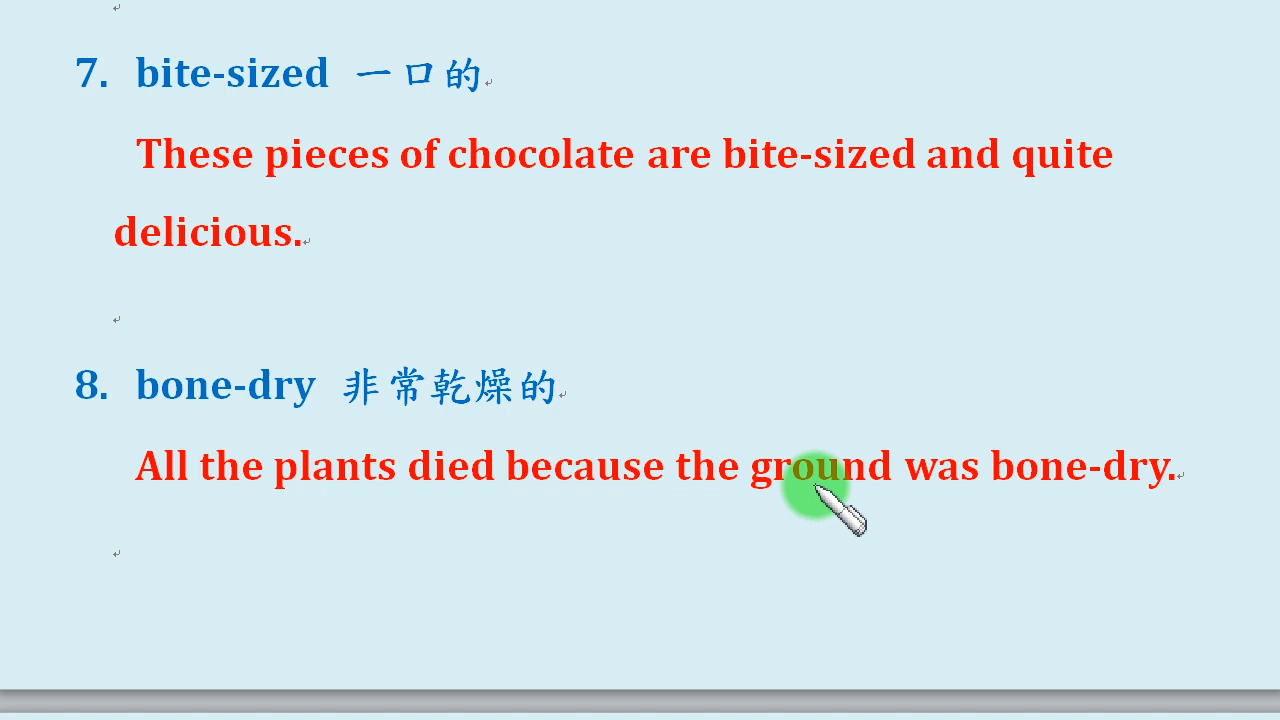 7. bite-sized 一口的
These pieces of chocolate are bite-sized and quite
delicious.
8. bone-dry 非常乾燥的
All the plants died because the ground was bone-dry.